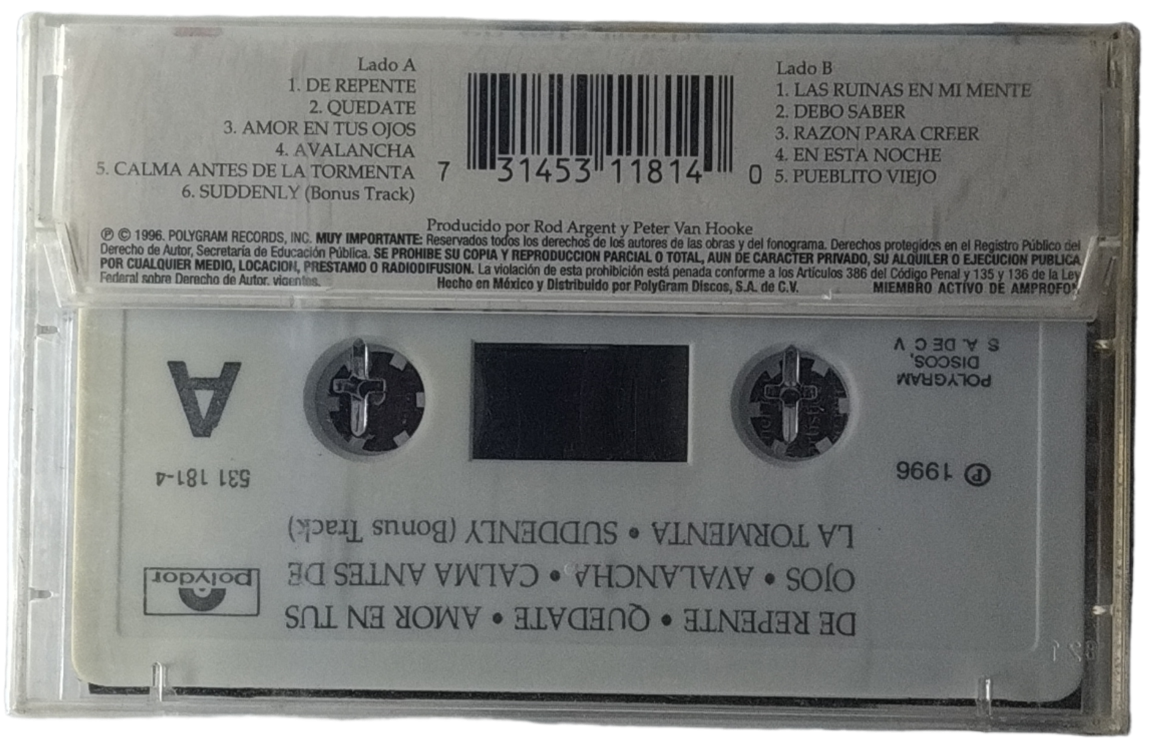 Lado A
1. DE REPENTE
2. QUEDATE
3. AMOR EN TUS OJOS
4. AVALANCHA
5. CALMA ANTES DE LA TORMENTA
6. SUDDENLY (Bonus Track)
7 31453 11814 0
Lado B
1. LAS RUINAS EN MI MENTE
2. DEBO SABER
3. RAZON PARA CREER
4. EN ESTA NOCHE
5. PUEBLITO VIEJO
Producido por Rod Argent y Peter Van Hooke
℗ © 1996. POLYGRAM RECORDS, INC. MUY IMPORTANTE: Reservados todos los derechos de los autores de las obras y del fonograma. Derechos protegidos en el Registro Público del
Derecho de Autor, Secretaría de Educación Pública. SE PROHIBE SU COPIA Y REPRODUCCION PARCIAL O TOTAL, AUN DE CARACTER PRIVADO, SU ALQUILER O EJECUCION PUBLICA
POR CUALQUIER MEDIO, LOCACION, PRESTAMO O RADIODIFUSION. La violación de esta prohibición está penada conforme a los Artículos 386 del Código Penal y 135 y 136 de la Ley
Federal sobre Derecho de Autor, vigentes.
Hecho en México y Distribuido por PolyGram Discos, S.A. de C.V.
MIEMBRO ACTIVO DE AMPROFON
DE REPENTE • QUEDATE • AMOR EN TUS
OJOS • AVALANCHA • CALMA ANTES DE
LA TORMENTA • SUDDENLY (Bonus Track)
polydor
℗ 1996
531 181-4
POLYGRAM
DISCOS,
S A. DE C V
A